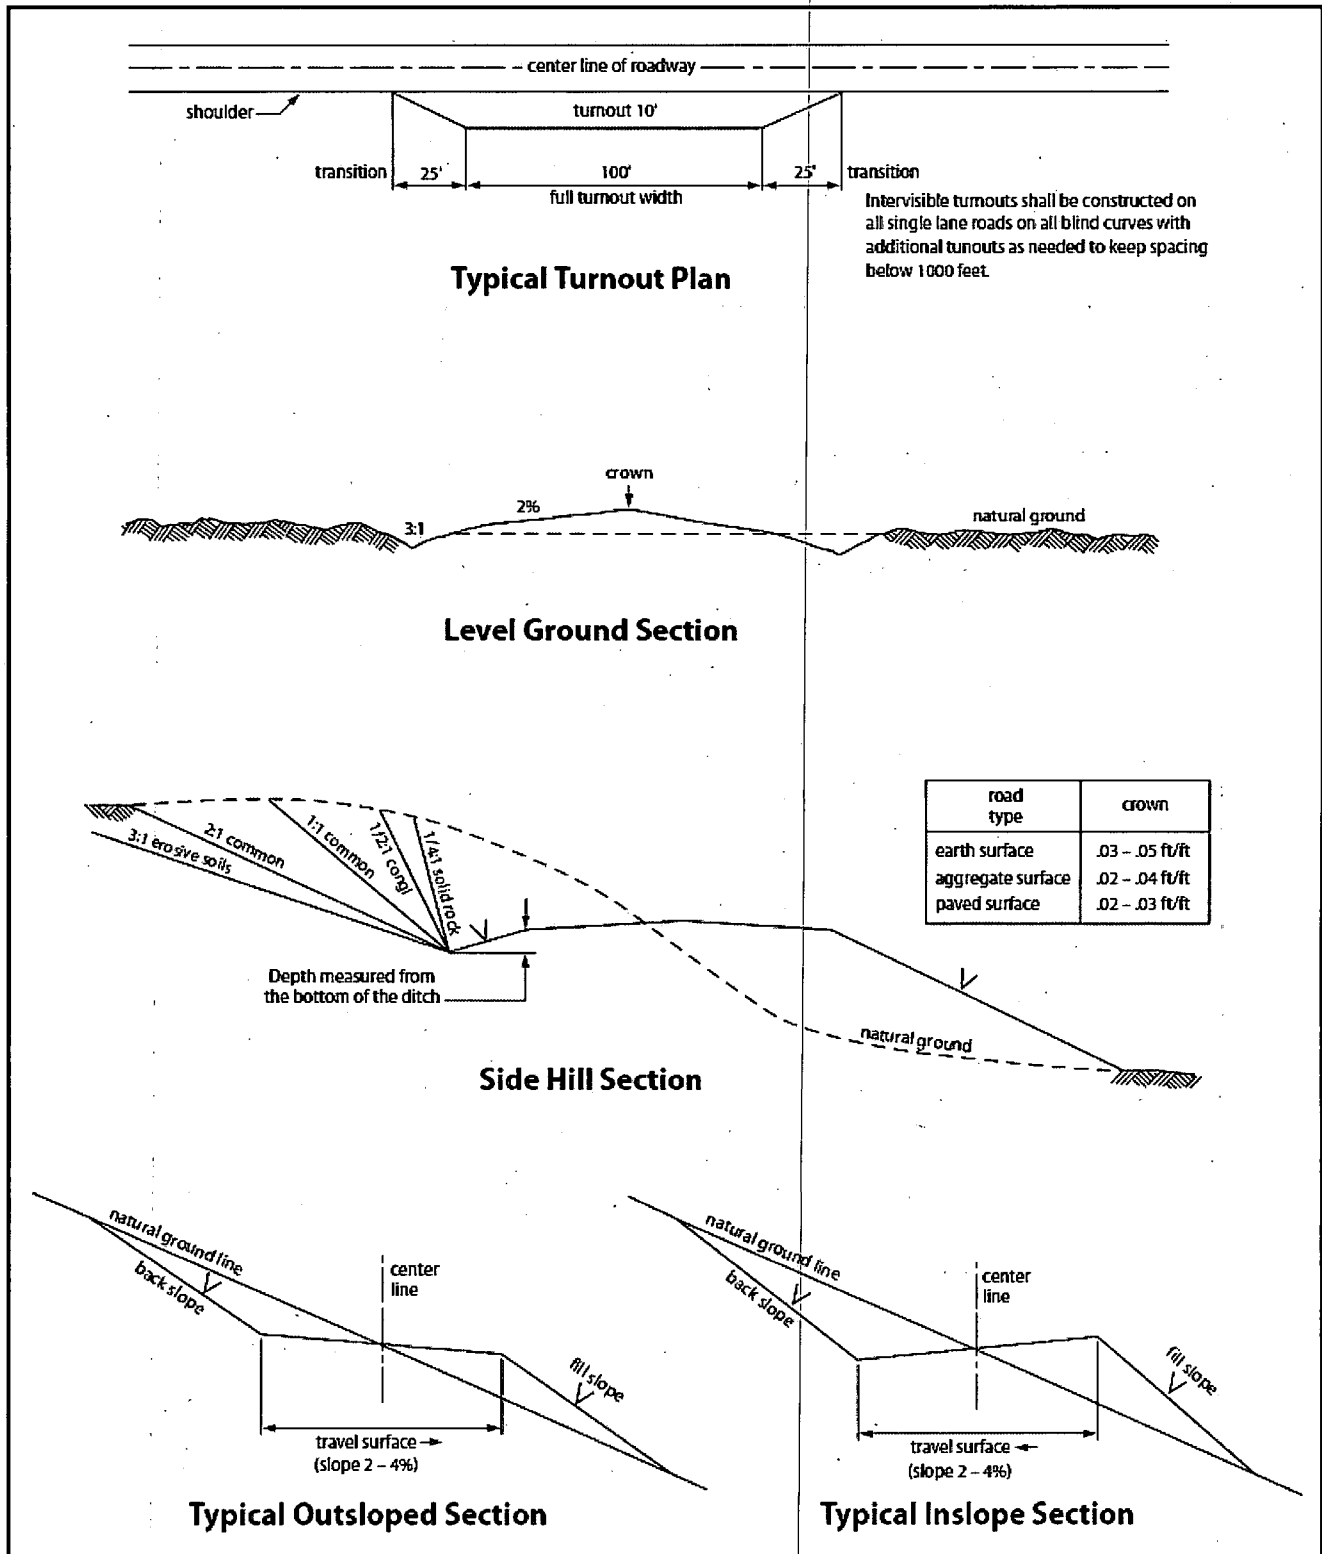 center line of roadway
shoulder
turnout 10'
transition
25'
100'
25'
transition
full turnout width
Intervisible turnouts shall be constructed on
all single lane roads on all blind curves with
additional tunouts as needed to keep spacing
below 1000 feet.
Typical Turnout Plan
crown
2%
3:1
natural ground
Level Ground Section
road
type
crown
earth surface
.03 – .05 ft/ft
aggregate surface
.02 – .04 ft/ft
paved surface
.02 – .03 ft/ft
3:1 erosive soils
2:1 common
1:1 common
1/2:1 congl
1/4:1 solid rock
Depth measured from
the bottom of the ditch
natural ground
Side Hill Section
natural ground line
back slope
center
line
fill slope
travel surface →
(slope 2 – 4%)
Typical Outsloped Section
natural ground line
back slope
center
line
fill slope
travel surface ←
(slope 2 – 4%)
Typical Inslope Section